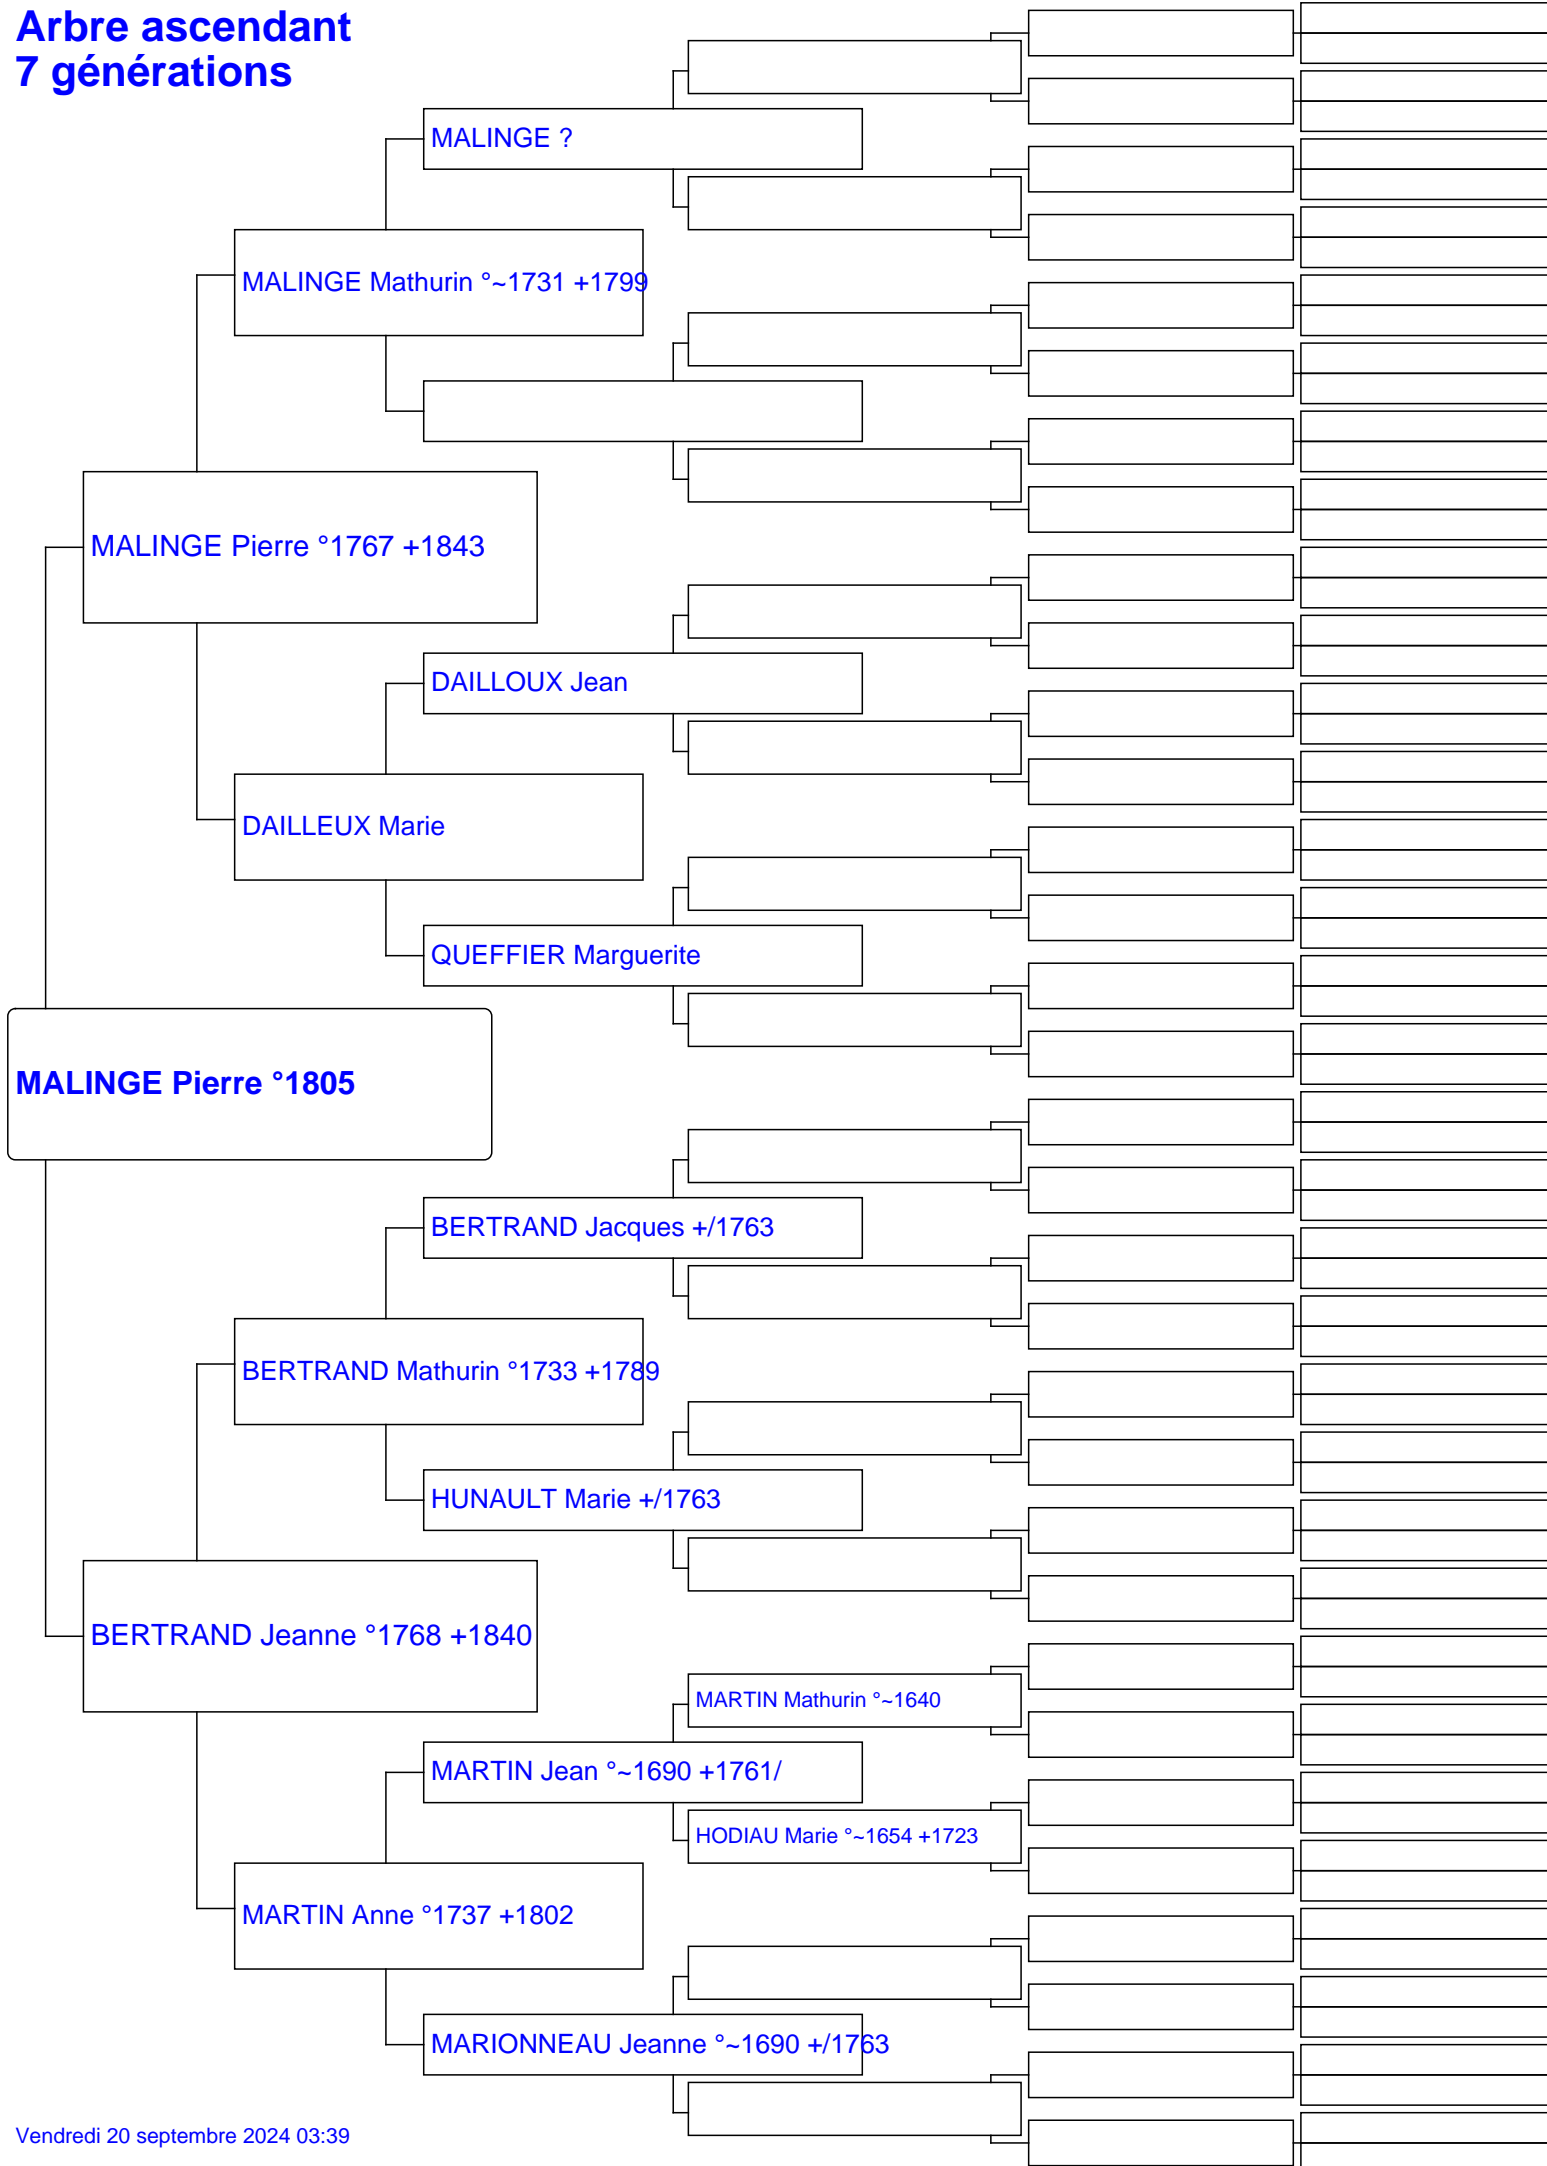 Arbre ascendant
7 générations
MALINGE ?
MALINGE Mathurin °~1731 +1799
MALINGE Pierre °1767 +1843
DAILLOUX Jean
DAILLEUX Marie
QUEFFIER Marguerite
MALINGE Pierre °1805
BERTRAND Jacques +/1763
BERTRAND Mathurin °1733 +1789
HUNAULT Marie +/1763
BERTRAND Jeanne °1768 +1840
MARTIN Mathurin °~1640
MARTIN Jean °~1690 +1761/
HODIAU Marie °~1654 +1723
MARTIN Anne °1737 +1802
MARIONNEAU Jeanne °~1690 +/1763
Vendredi 20 septembre 2024 03:39